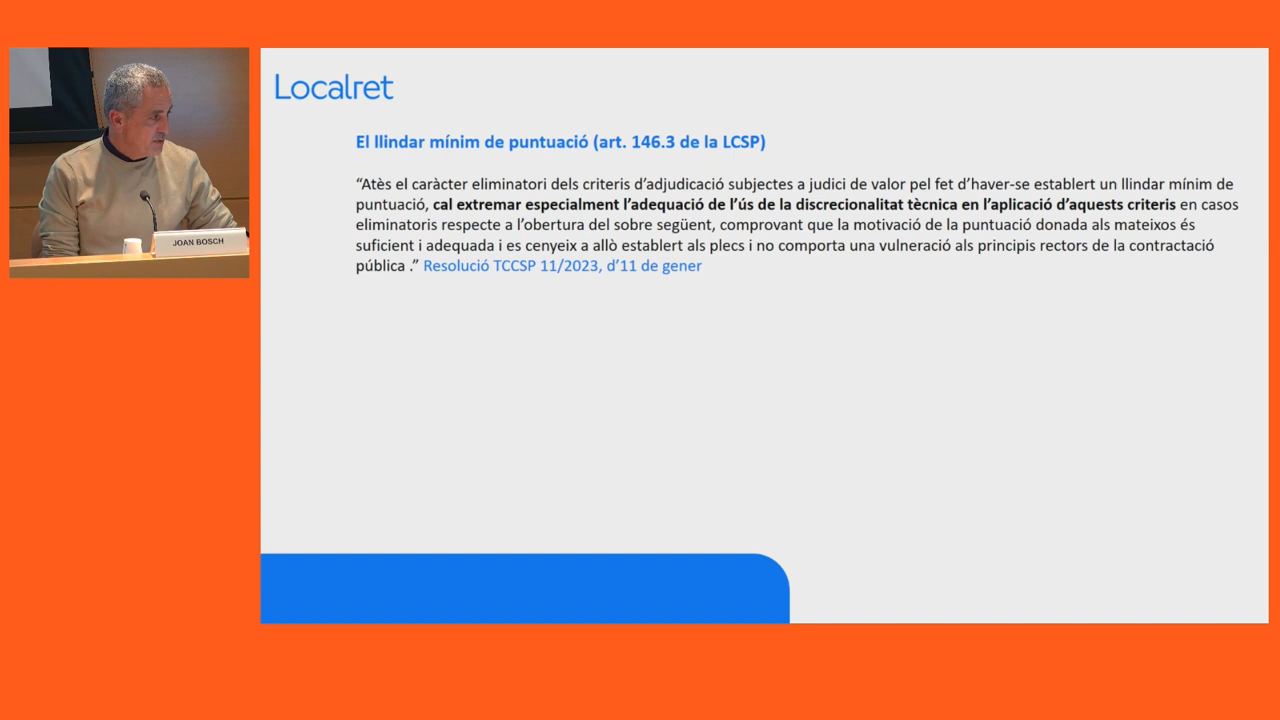 Localret
El llindar mínim de puntuació (art. 146.3 de la LCSP)
“Atès el caràcter eliminatori dels criteris d’adjudicació subjectes a judici de valor pel fet d’haver-se establert un llindar mínim de
puntuació, cal extremar especialment l’adequació de l’ús de la discrecionalitat tècnica en l’aplicació d’aquests criteris en casos
eliminatoris respecte a l’obertura del sobre següent, comprovant que la motivació de la puntuació donada als mateixos és
suficient i adequada i es cenyeix a allò establert als plecs i no comporta una vulneració als principis rectors de la contractació
pública .” Resolució TCCSP 11/2023, d’11 de gener
JOAN BOSCH